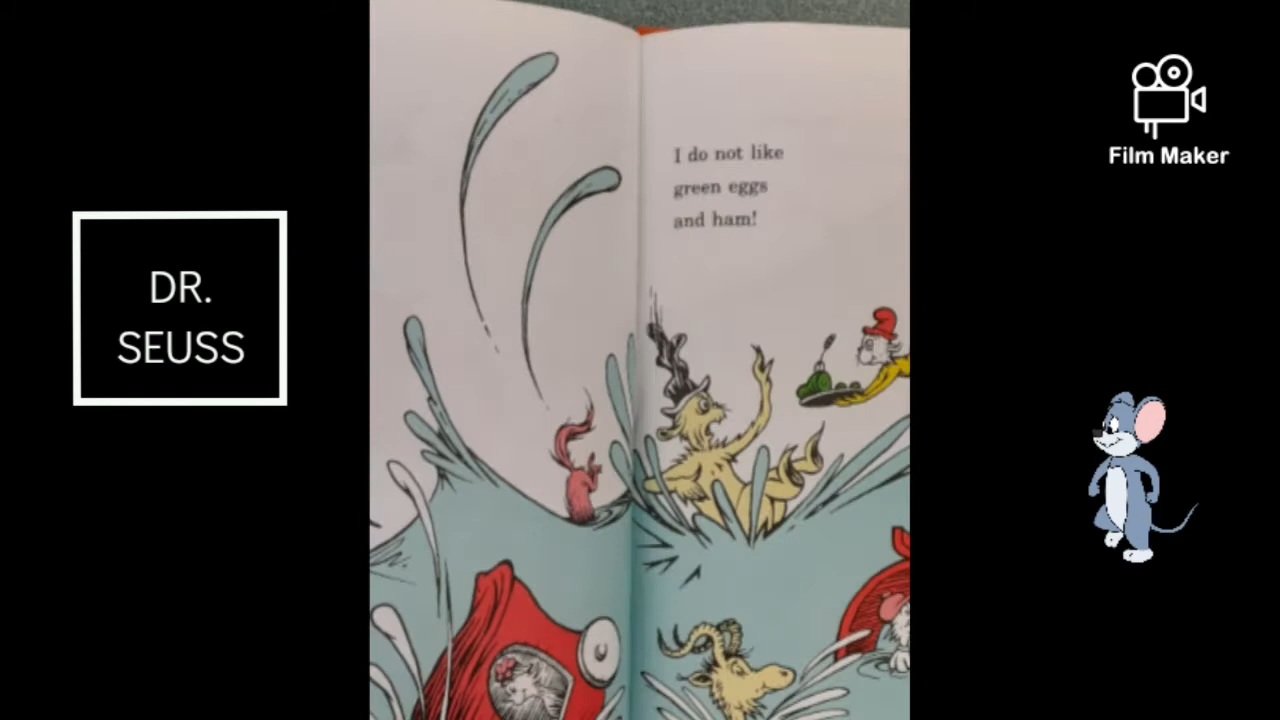 DR.
SEUSS
I do not like
green eggs
and ham!
Film Maker